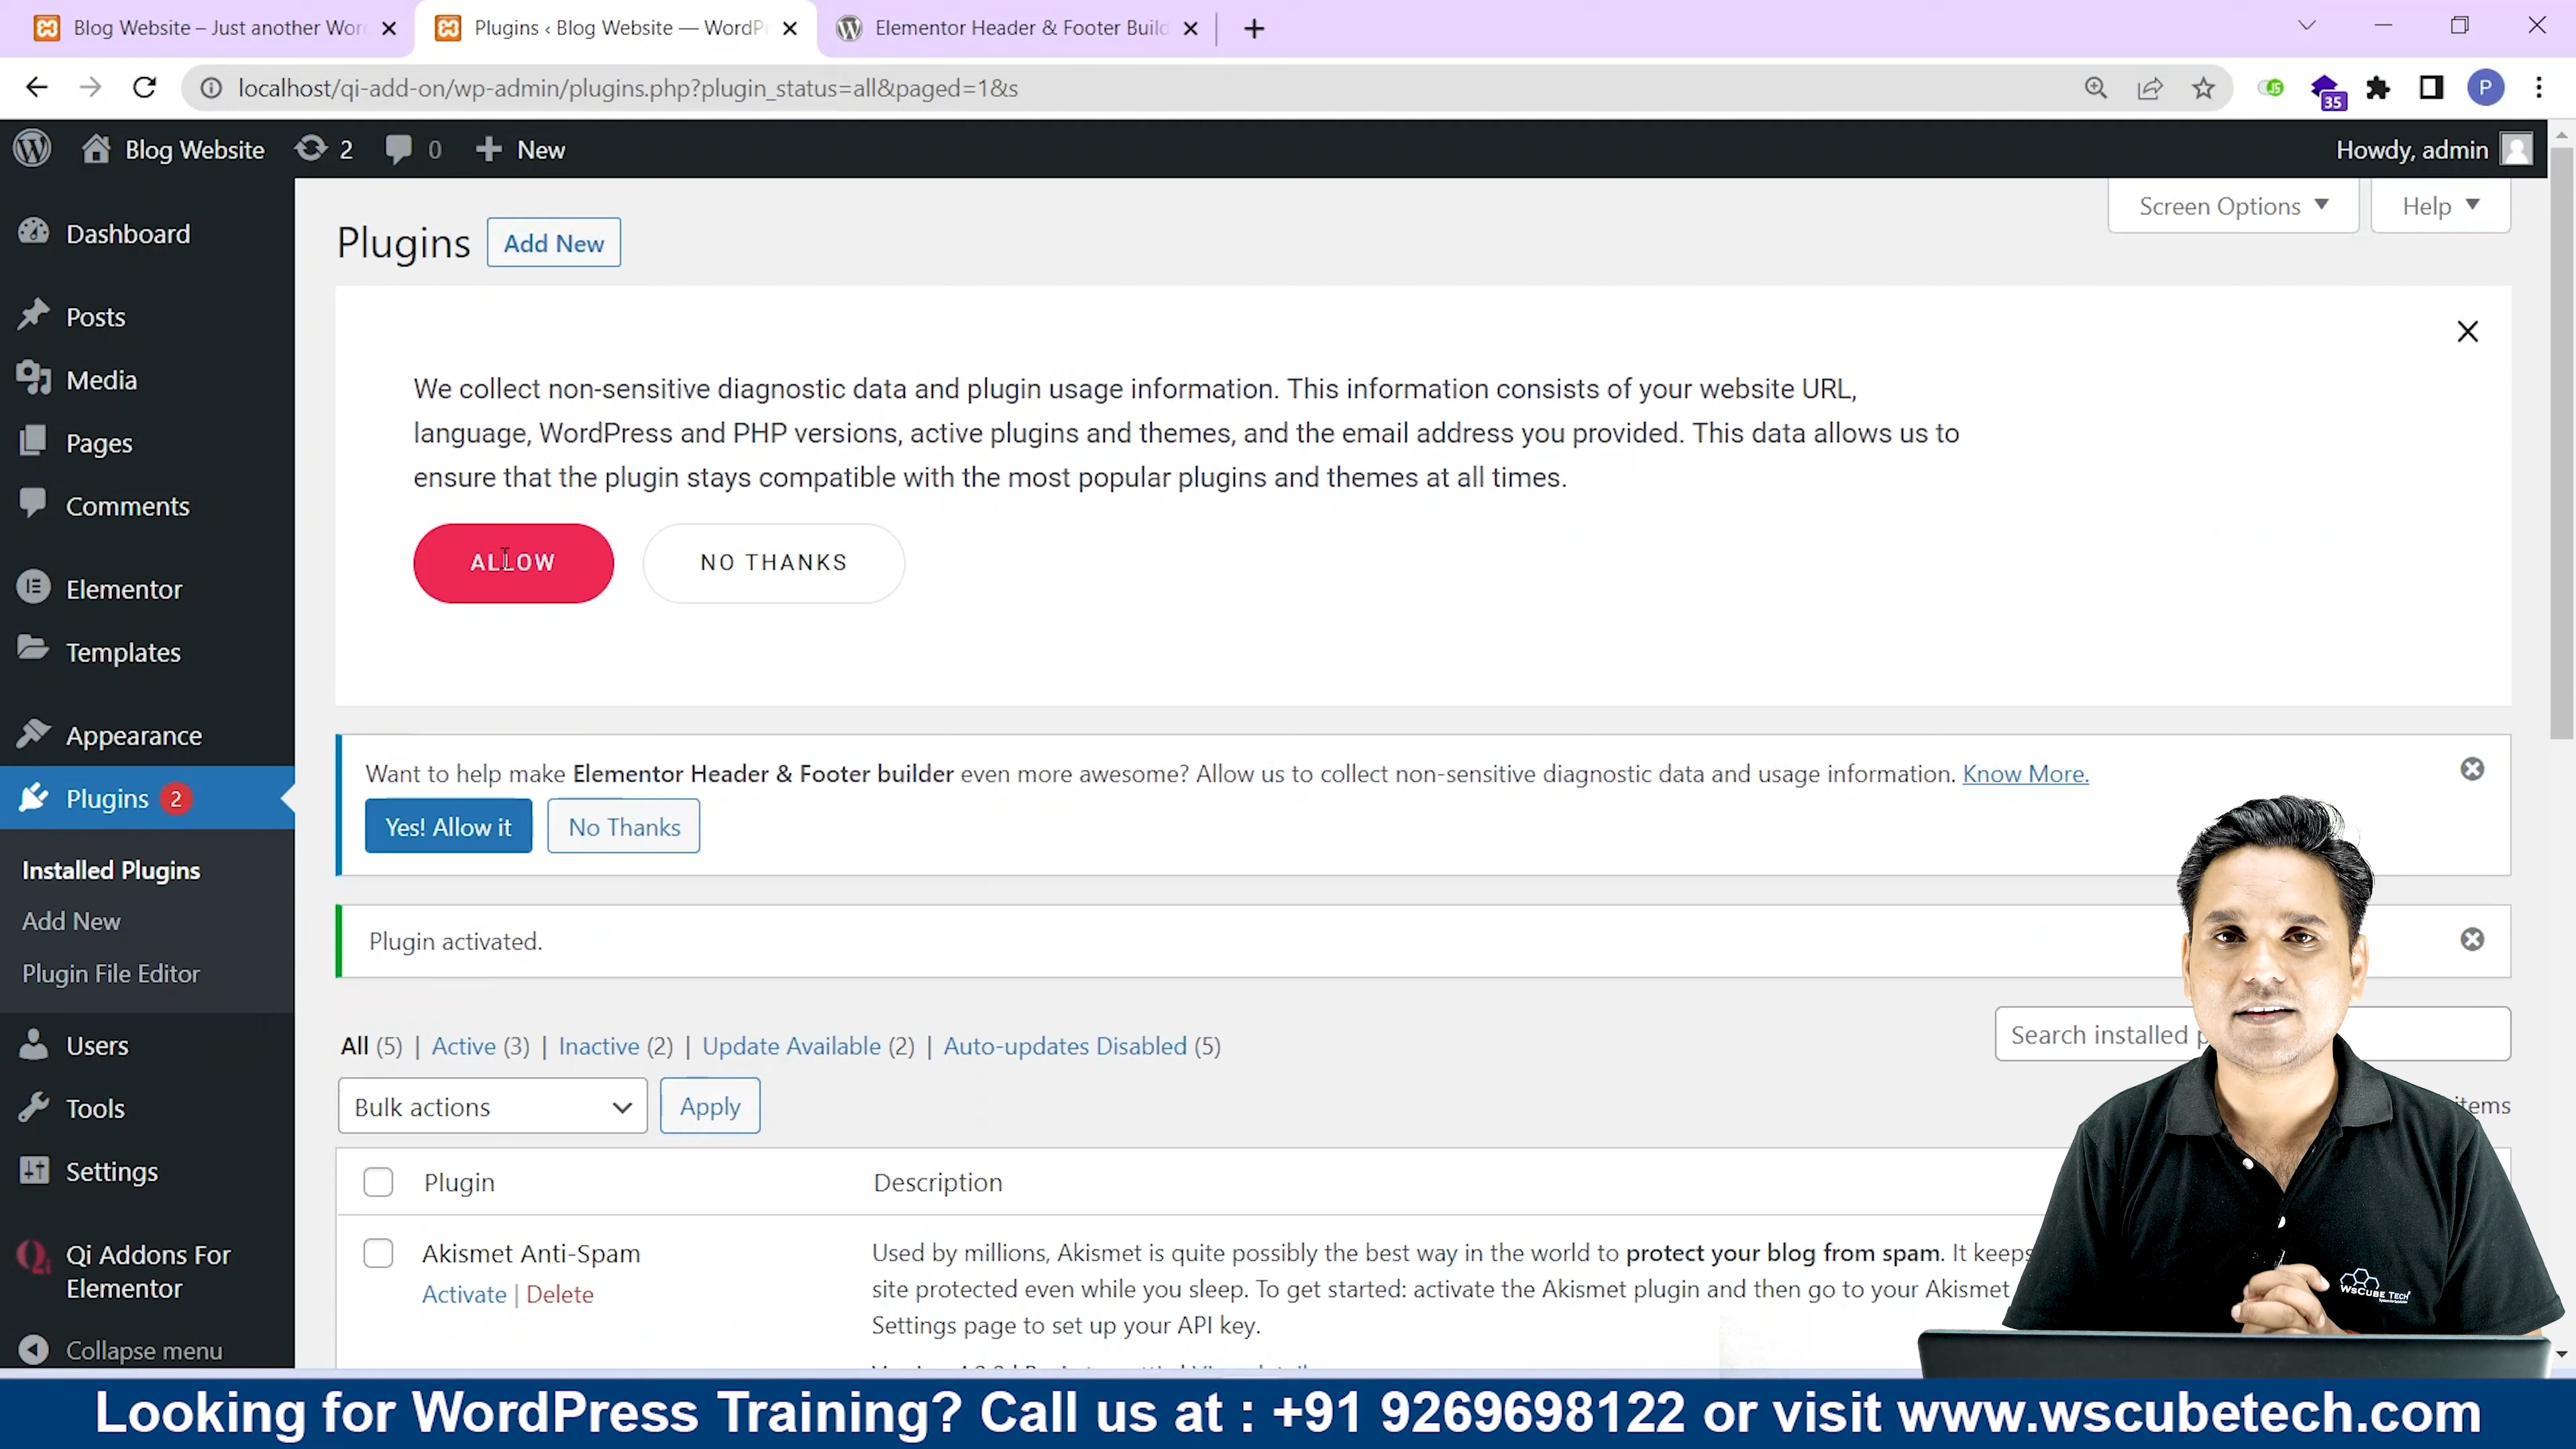 Blog Website – Just another Wor
Plugins ‹ Blog Website — WordP
Elementor Header & Footer Build
localhost/qi-add-on/wp-admin/plugins.php?plugin_status=all&paged=1&s
35
P
Blog Website
2
0
New
Howdy, admin
Dashboard
Posts
Media
Pages
Comments
Elementor
Templates
Appearance
Plugins 2
Installed Plugins
Add New
Plugin File Editor
Users
Tools
Settings
Qi Addons For
Elementor
Collapse menu
Screen Options
Help
Plugins
Add New
We collect non-sensitive diagnostic data and plugin usage information. This information consists of your website URL,
language, WordPress and PHP versions, active plugins and themes, and the email address you provided. This data allows us to
ensure that the plugin stays compatible with the most popular plugins and themes at all times.
ALLOW
NO THANKS
Want to help make Elementor Header & Footer builder even more awesome? Allow us to collect non-sensitive diagnostic data and usage information. Know More.
Yes! Allow it
No Thanks
Plugin activated.
All (5) | Active (3) | Inactive (2) | Update Available (2) | Auto-updates Disabled (5)
Search installed p
Bulk actions
Apply
items
Plugin
Description
Akismet Anti-Spam
Activate | Delete
Used by millions, Akismet is quite possibly the best way in the world to protect your blog from spam. It keeps
site protected even while you sleep. To get started: activate the Akismet plugin and then go to your Akismet
Settings page to set up your API key.
WsCube Tech
Looking for WordPress Training? Call us at : +91 9269698122 or visit www.wscubetech.com